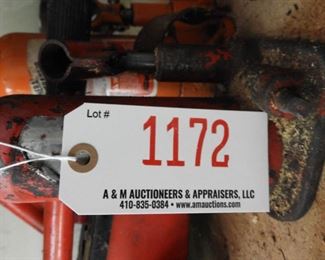 Lot #
1172
A & M AUCTIONEERS & APPRAISERS, LLC
410-835-0384 • www.amauctions.com